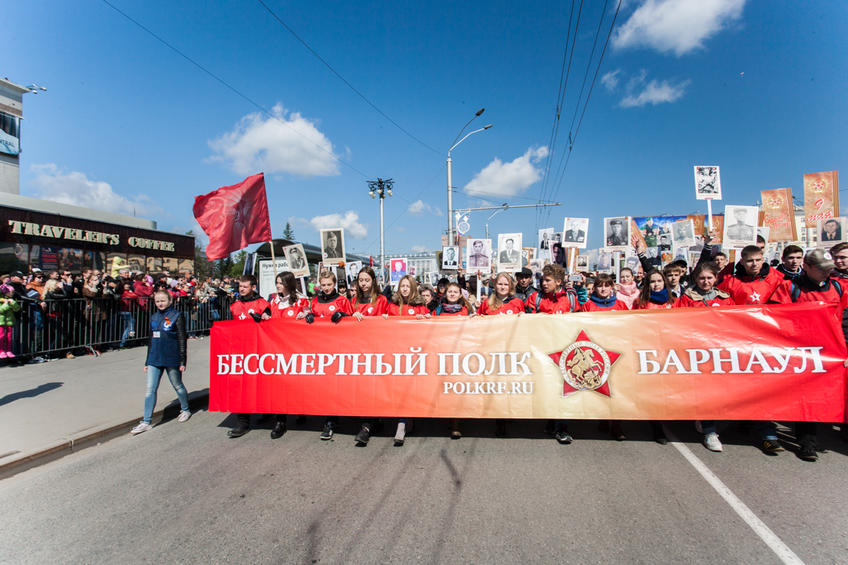 TRAVELER'S COFFEE
БЕССМЕРТНЫЙ ПОЛК БАРНАУЛ
POLKRF.RU